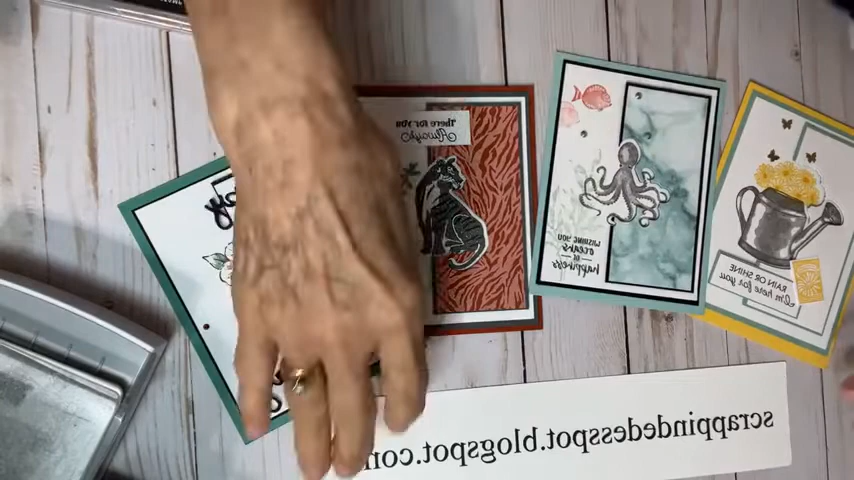 There for you
Always
WISHING YOU
oceans
OF
happiness
RAIN OR SHINE
I'm here for you
scrappindedesspot.blogspot.com